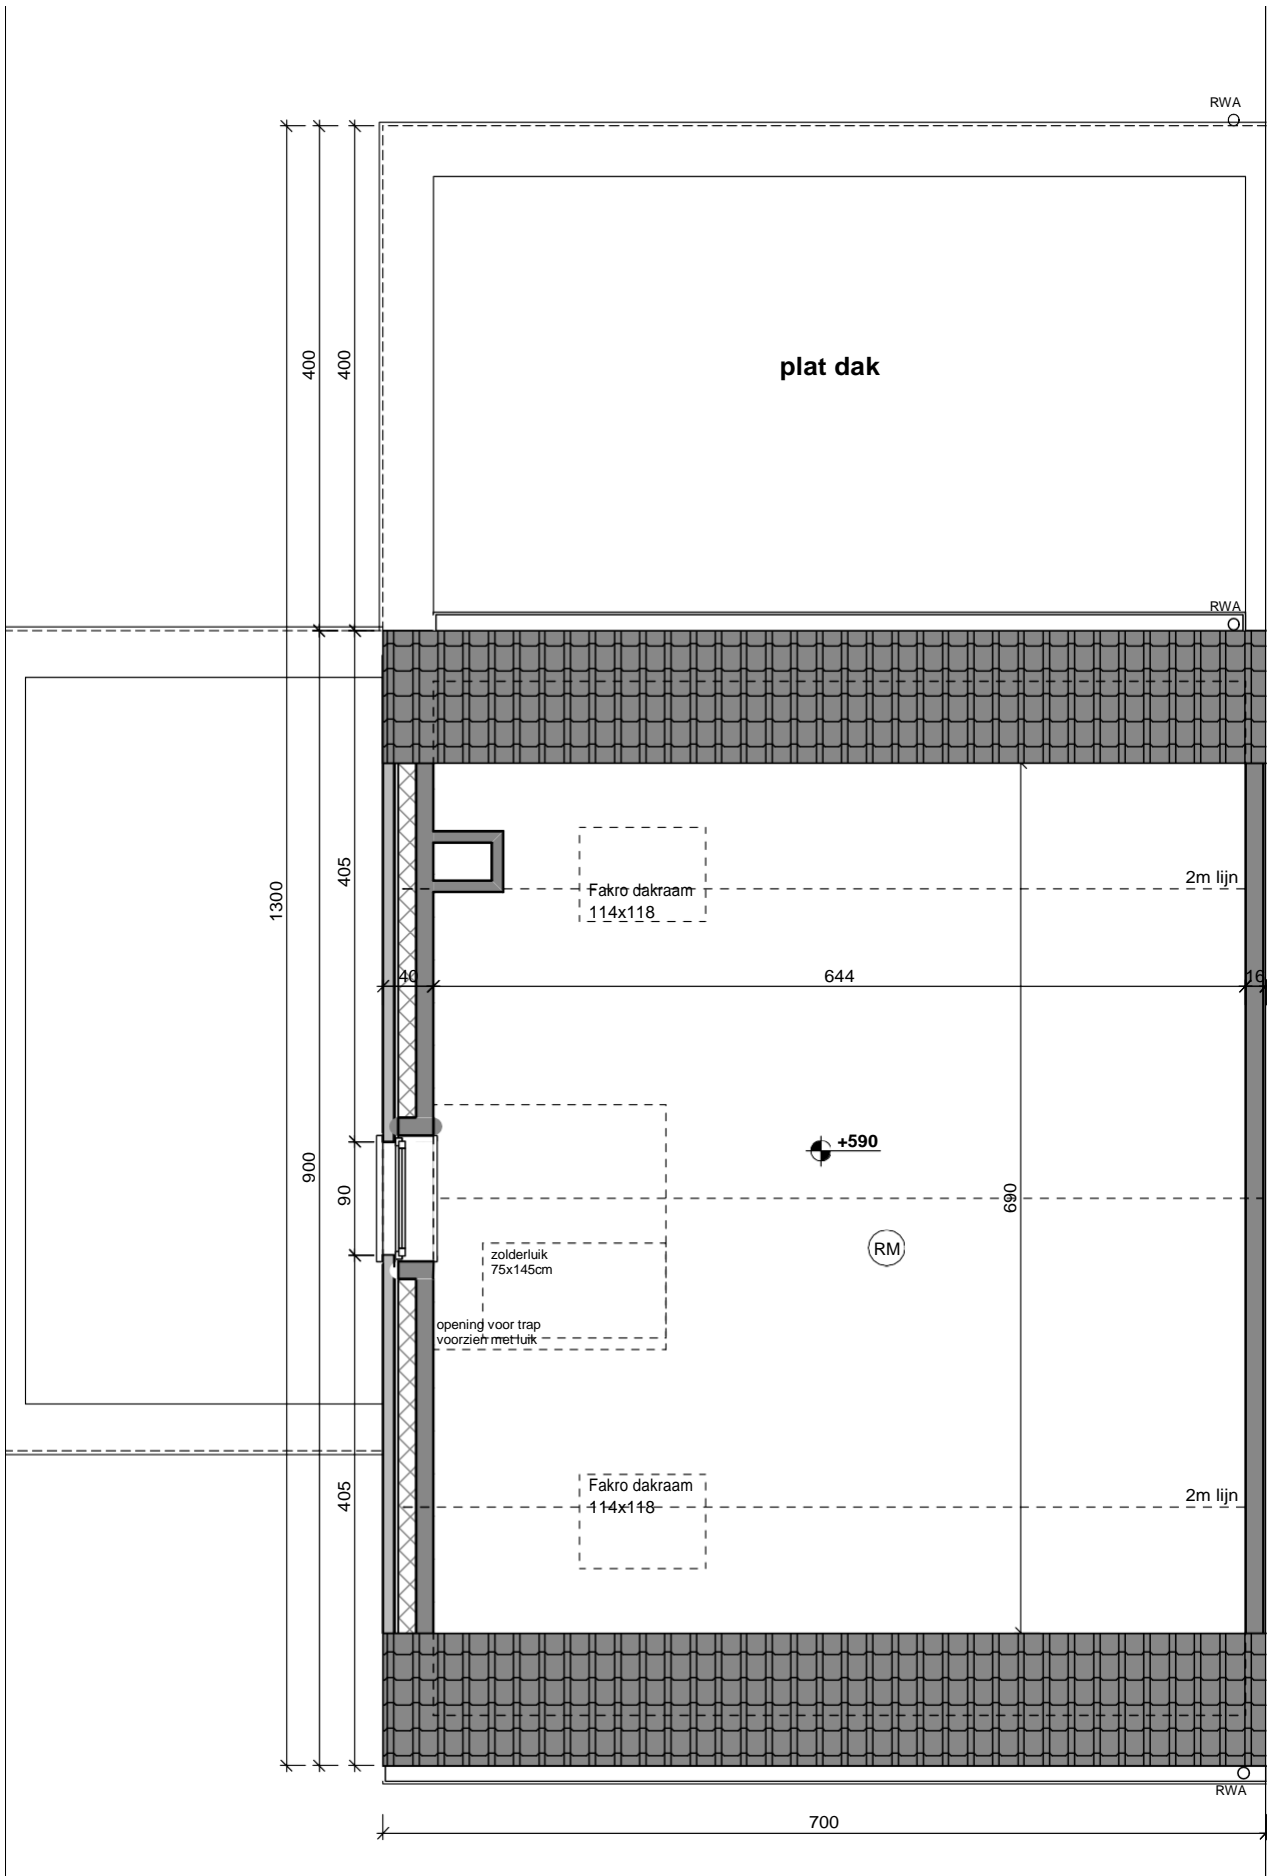 RWA
400
400
plat dak
RWA
405
1300
Fakro dakraam
114x118
2m lijn
40
644
16
+590
900
90
690
RM
zolderluik
75x145cm
opening voor trap
voorzien met luik
405
Fakro dakraam
114x118
2m lijn
RWA
700